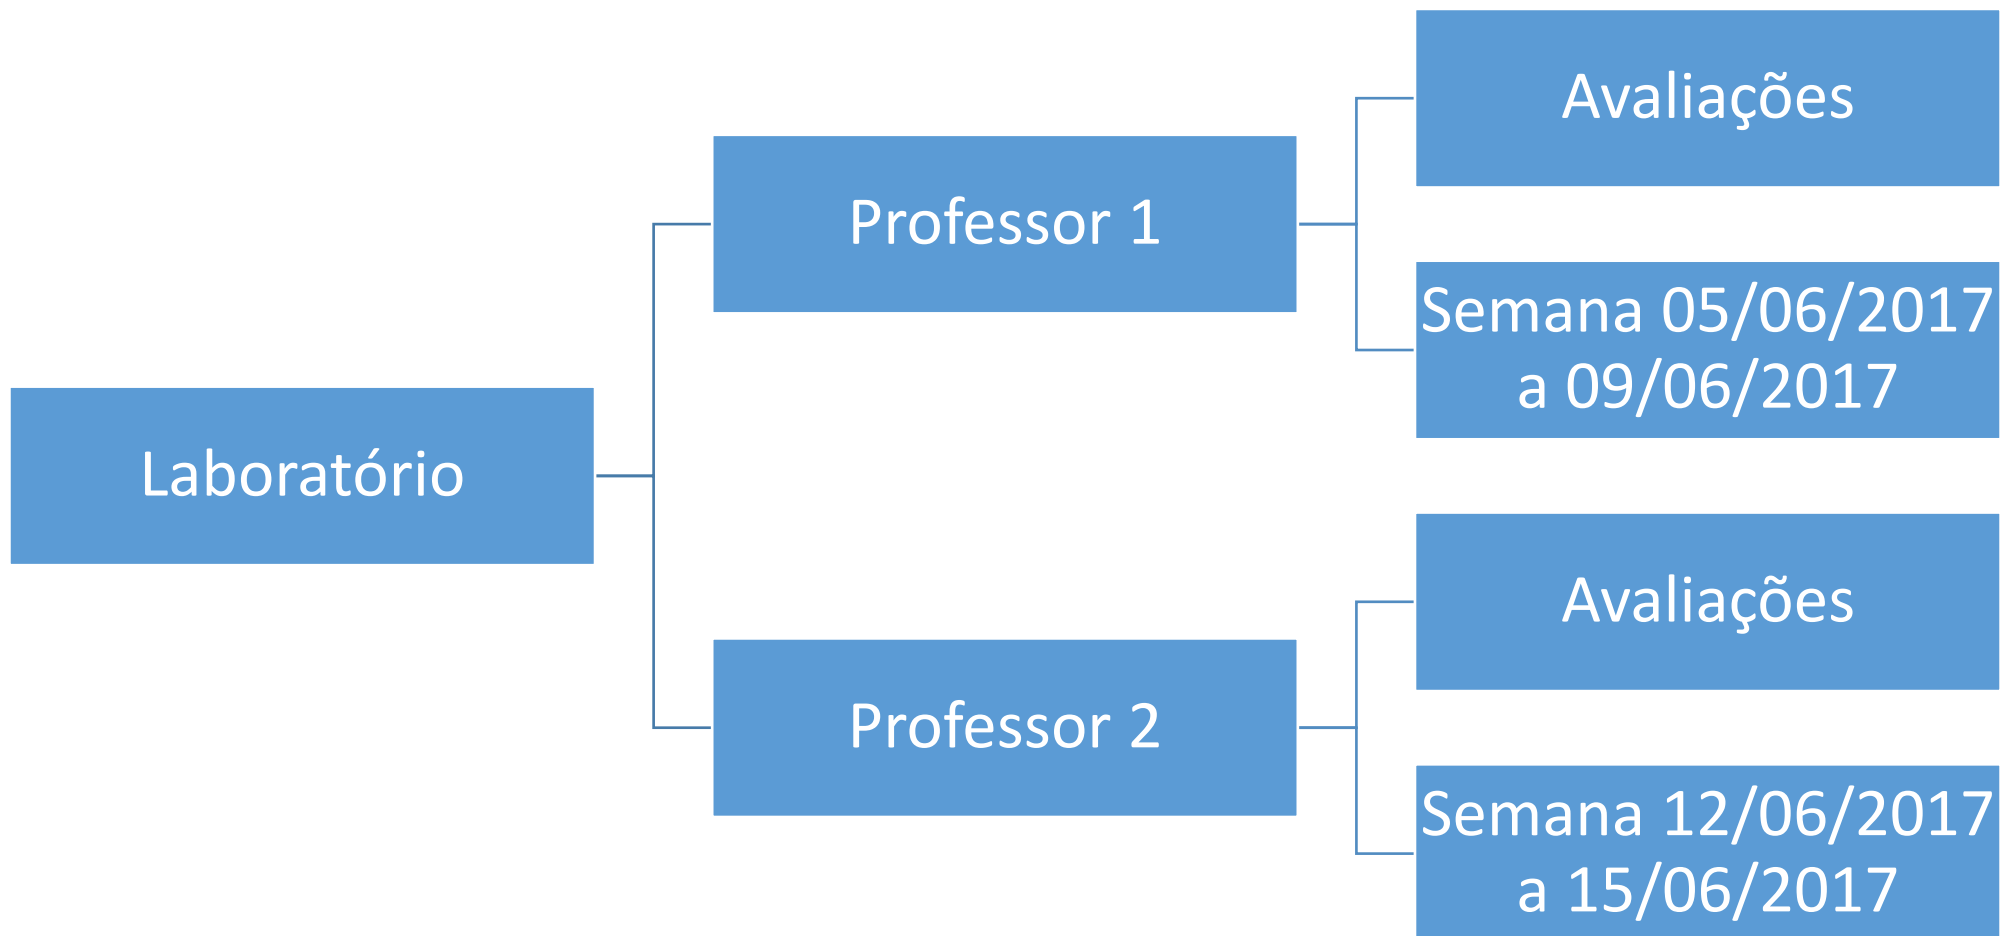 Laboratório
Professor 1
Avaliações
Semana 05/06/2017
a 09/06/2017
Professor 2
Avaliações
Semana 12/06/2017
a 15/06/2017